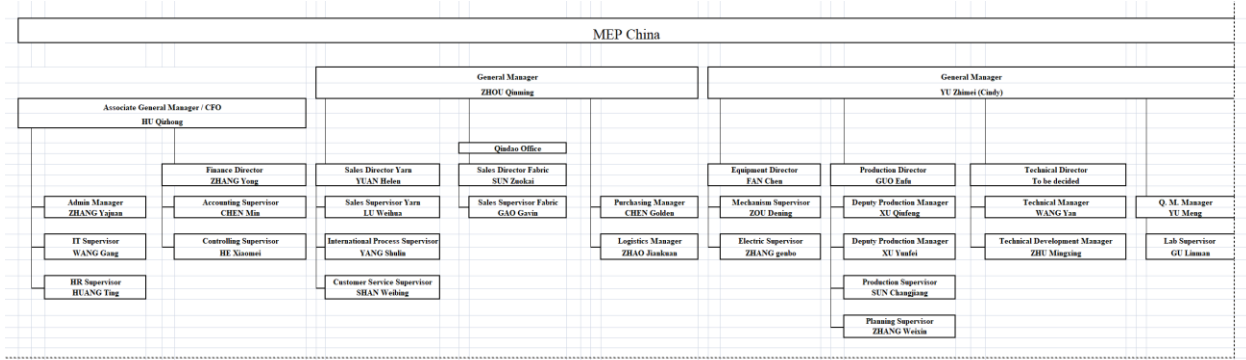 MEP China
General Manager
ZHOU Qinming
General Manager
YU Zhimei (Cindy)
Associate General Manager / CFO
HU Qizhong
Qindao Office
Finance Director
ZHANG Yong
Sales Director Yarn
YUAN Helen
Sales Director Fabric
SUN Zuokai
Equipment Director
FAN Chen
Production Director
GUO Enfu
Technical Director
To be decided
Admin Manager
ZHANG Yajuan
Accounting Supervisor
CHEN Min
Sales Supervisor Yarn
LU Weihua
Sales Supervisor Fabric
GAO Gavin
Purchasing Manager
CHEN Golden
Mechanism Supervisor
ZOU Dening
Deputy Production Manager
XU Qinfeng
Technical Manager
WANG Yan
Q. M. Manager
YU Meng
IT Supervisor
WANG Gang
Controlling Supervisor
HE Xiaomei
International Process Supervisor
YANG Shulin
Logistics Manager
ZHAO Jiankuan
Electric Supervisor
ZHANG genbo
Deputy Production Manager
XU Yunfei
Technical Development Manager
ZHU Mingxing
Lab Supervisor
GU Linman
HR Supervisor
HUANG Ting
Customer Service Supervisor
SHAN Weibing
Production Supervisor
SUN Changjiang
Planning Supervisor
ZHANG Weixin